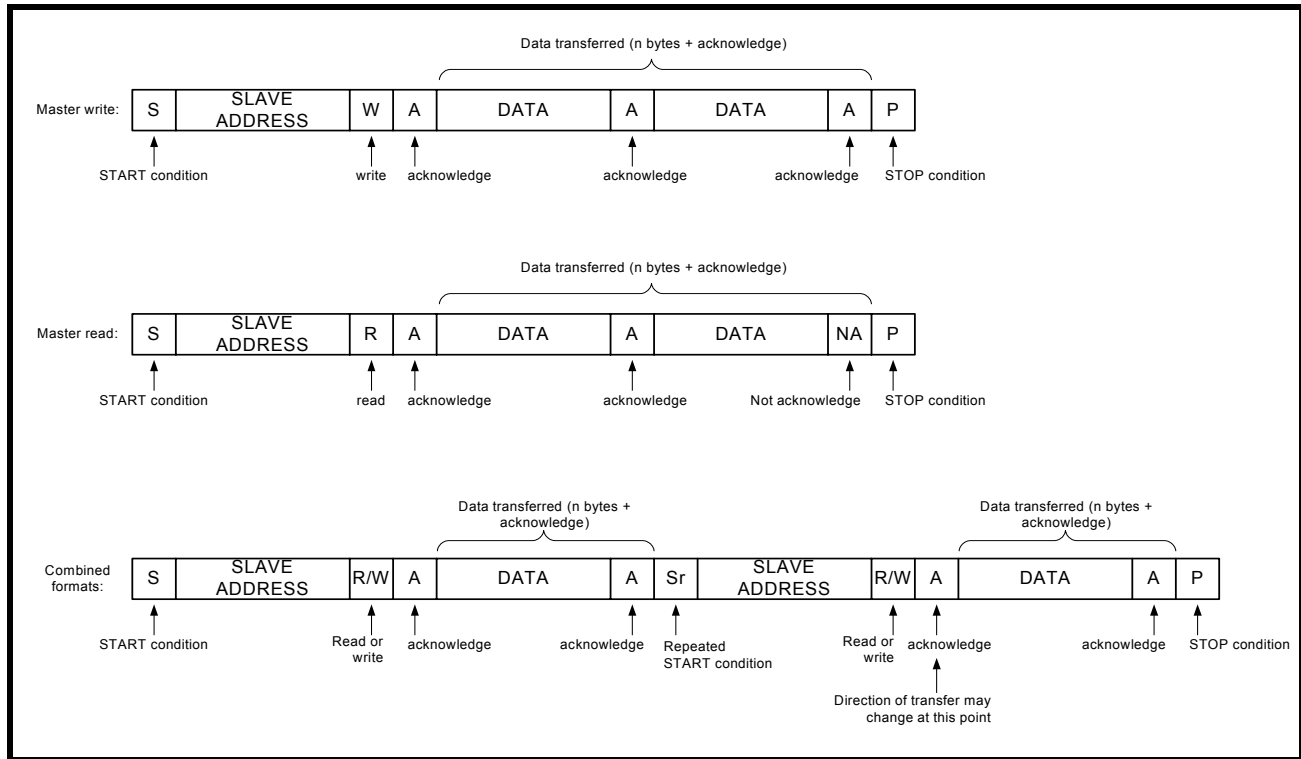 Data transferred (n bytes + acknowledge)
Master write:
S
SLAVE
ADDRESS
W
A
DATA
A
DATA
A
P
START condition
write
acknowledge
acknowledge
acknowledge
STOP condition
Data transferred (n bytes + acknowledge)
Master read:
S
SLAVE
ADDRESS
R
A
DATA
A
DATA
NA
P
START condition
read
acknowledge
acknowledge
Not acknowledge
STOP condition
Data transferred (n bytes +
acknowledge)
Data transferred (n bytes +
acknowledge)
Combined
formats:
S
SLAVE
ADDRESS
R/W
A
DATA
A
Sr
SLAVE
ADDRESS
R/W
A
DATA
A
P
START condition
Read or
write
acknowledge
acknowledge
Repeated
START condition
Read or
write
acknowledge
acknowledge
STOP condition
Direction of transfer may
change at this point